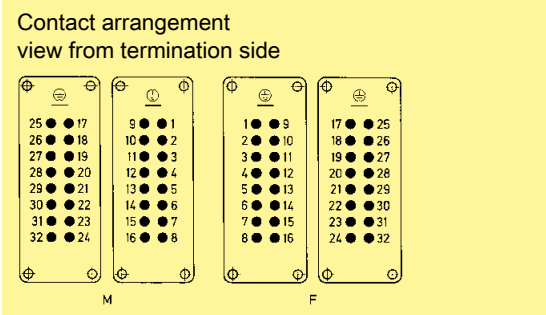 Contact arrangement
view from termination side
25 17 9 1 1 9 17 25
26 18 10 2 2 10 18 26
27 19 11 3 3 11 19 27
28 20 12 4 4 12 20 28
29 21 13 5 5 13 21 29
30 22 14 6 6 14 22 30
31 23 15 7 7 15 23 31
32 24 16 8 8 16 24 32
M F